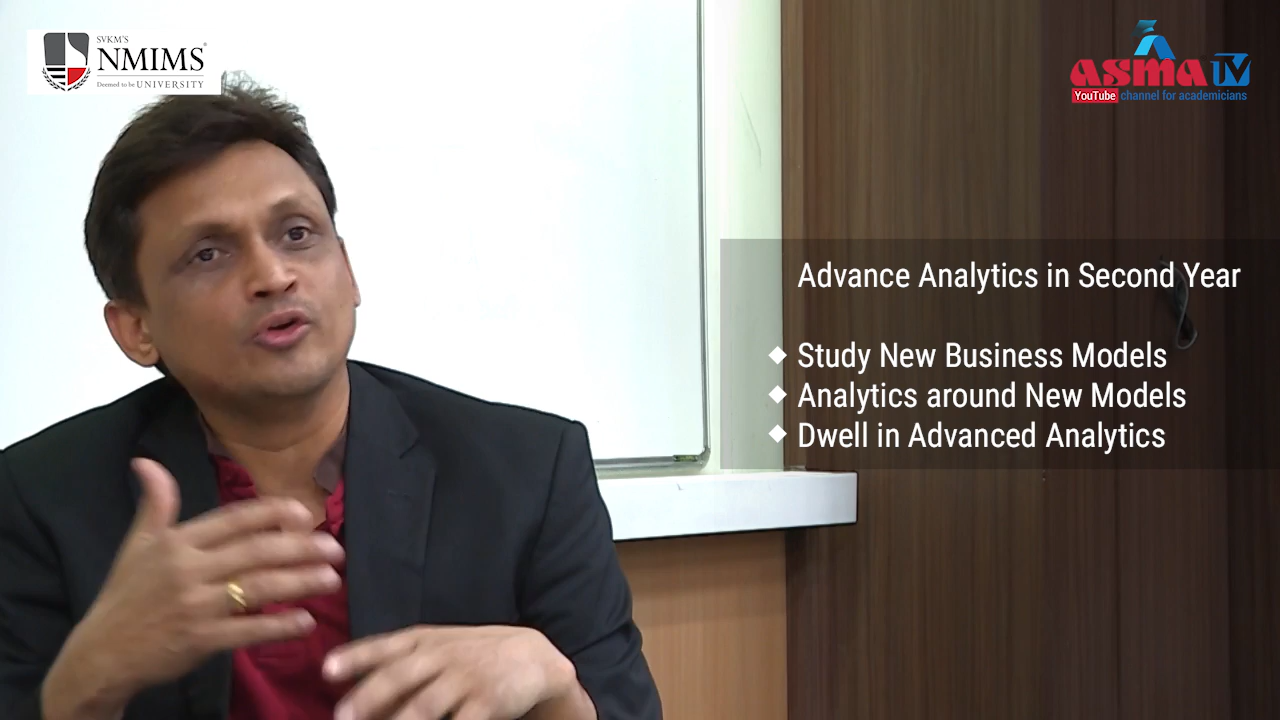 SVKM'S
NMIMS
Deemed to be UNIVERSITY
asma TV
YouTube channel for academicians
Advance Analytics in Second Year
Study New Business Models
Analytics around New Models
Dwell in Advanced Analytics